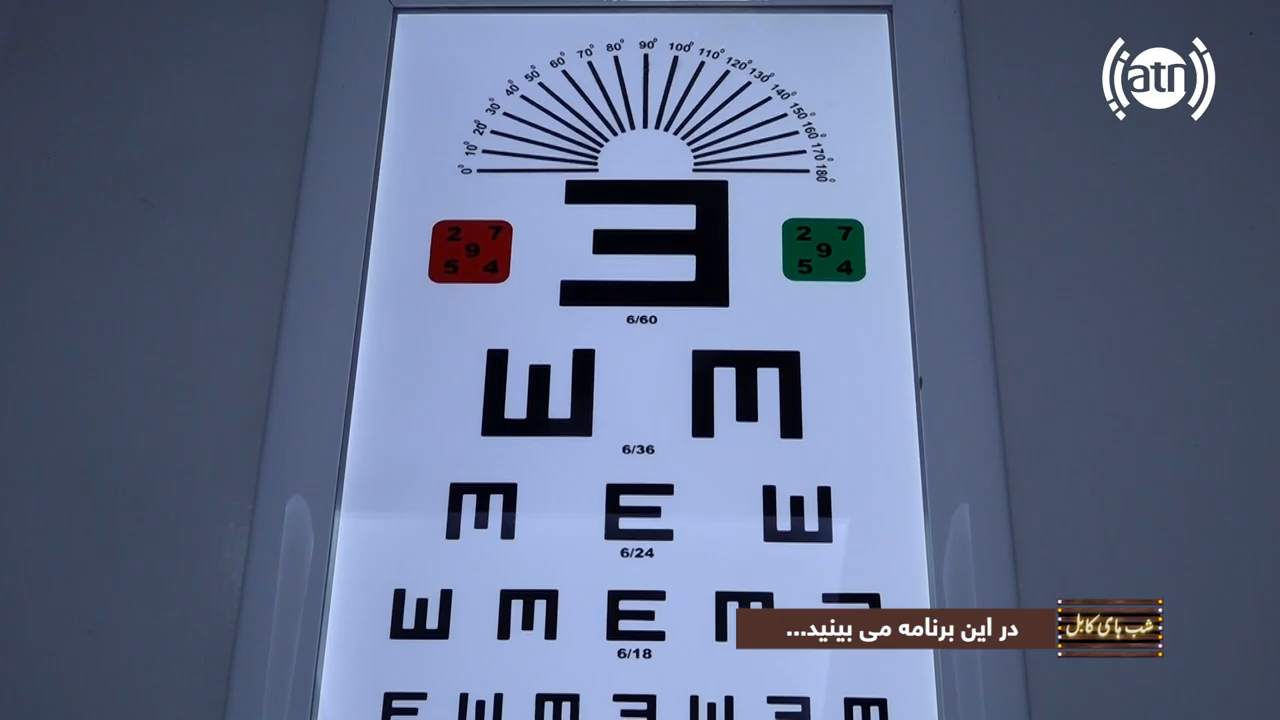 atn
0° 10° 20° 30° 40° 50° 60° 70° 80° 90° 100° 110° 120° 130° 140° 150° 160° 170° 180°
E
2 7
9
5 4
2 7
9
5 4
6/60
E E
6/36
E E E
6/24
E E E E
6/18
در این برنامه می بینید...
شب های کابل